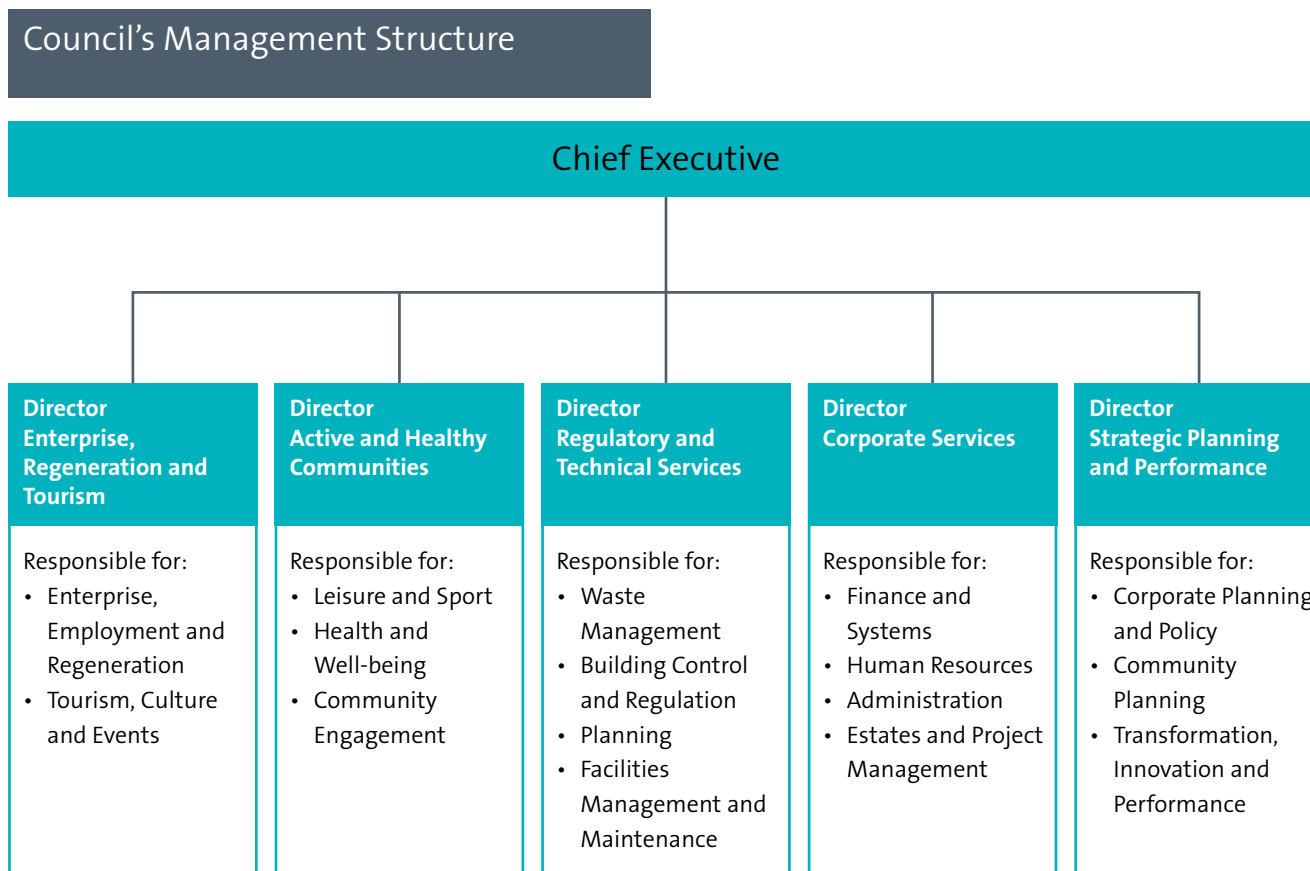 Council’s Management Structure
Chief Executive
Director
Enterprise,
Regeneration and
Tourism
Responsible for:
• Enterprise,
Employment and
Regeneration
• Tourism, Culture
and Events
Director
Active and Healthy
Communities
Responsible for:
• Leisure and Sport
• Health and
Well-being
• Community
Engagement
Director
Regulatory and
Technical Services
Responsible for:
• Waste
Management
• Building Control
and Regulation
• Planning
• Facilities
Management and
Maintenance
Director
Corporate Services
Responsible for:
• Finance and
Systems
• Human Resources
• Administration
• Estates and Project
Management
Director
Strategic Planning
and Performance
Responsible for:
• Corporate Planning
and Policy
• Community
Planning
• Transformation,
Innovation and
Performance